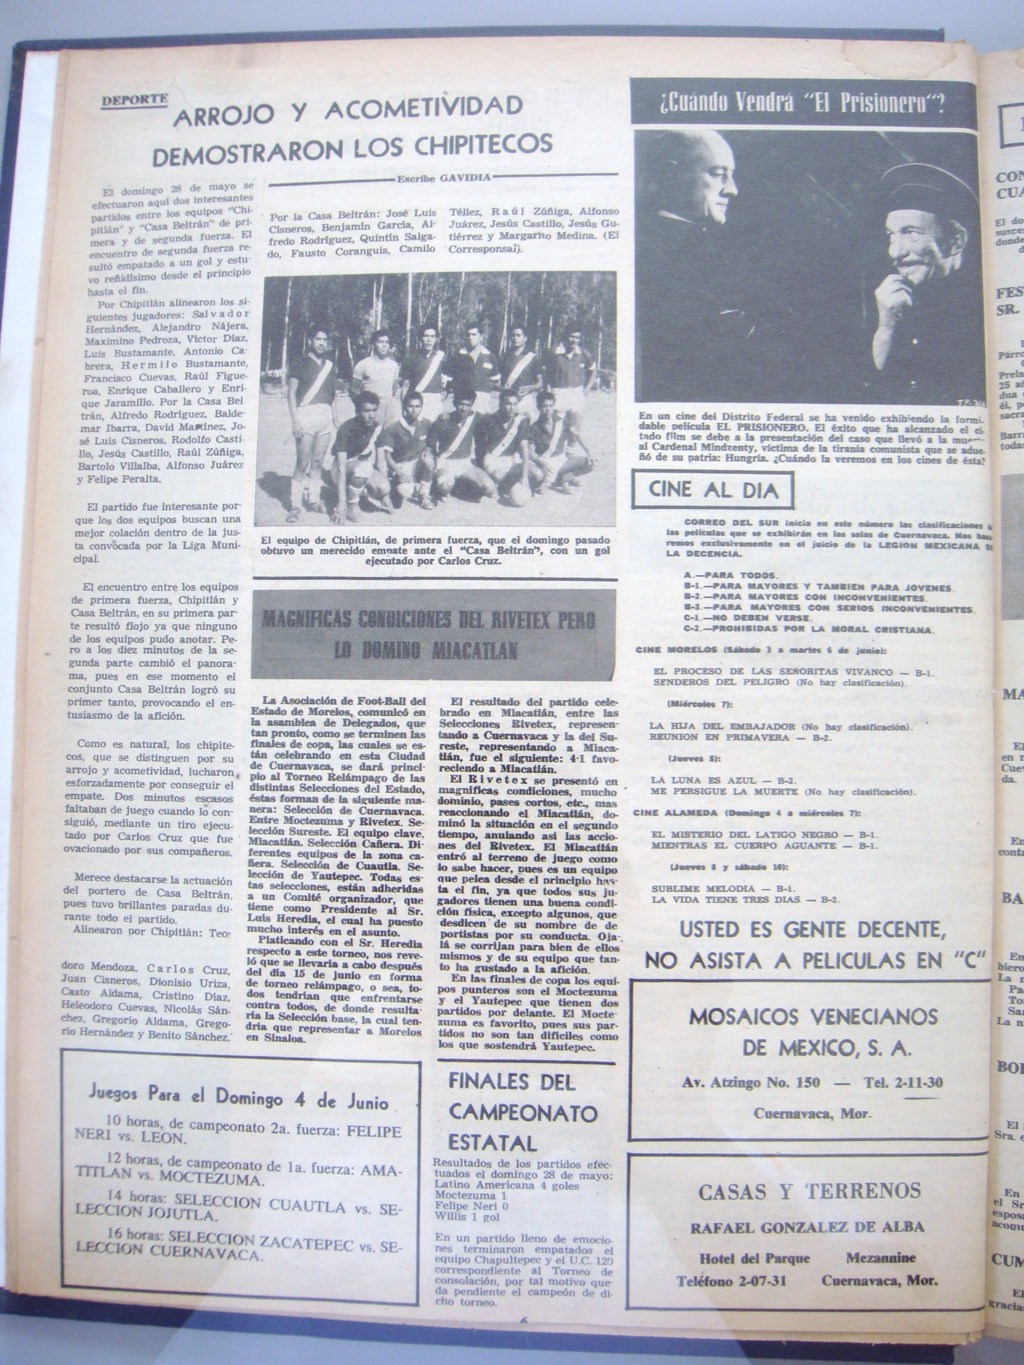 DEPORTE
ARROJO Y ACOMETIVIDAD
DEMOSTRARON LOS CHIPITECOS
Escribe GAVIDIA
El domingo 28 de mayo se
efectuaron aquí dos interesantes
partidos entre los equipos "Chi-
pitlán" y "Casa Beltrán" de pri-
mera y de segunda fuerza. El
encuentro de segunda fuerza re-
sultó empatado a un gol y estu-
vo reñidísimo desde el principio
hasta el fin.
Por Chipitlán alinearon los si-
guientes jugadores: Salvador
Hernández, Alejandro Nájera,
Maximino Pedroza, Víctor Díaz,
Luis Bustamante, Antonio Ca-
brera, Hermilo Bustamante,
Francisco Cuevas, Raúl Figue-
roa, Enrique Caballero y Enri-
que Jaramillo. Por la Casa Bel
trán, Alfredo Rodríguez, Balde-
mar Ibarra, David Martínez, Jo-
sé Luis Cisneros, Rodolfo Casti-
llo, Jesús Castillo, Raúl Zúñiga,
Bartolo Villalba, Alfonso Juárez
y Felipe Peralta.
El partido fue interesante por-
que los dos equipos buscan una
mejor colación dentro de la jus-
ta convocada por la Liga Muni-
cipal.
El encuentro entre los equipos
de primera fuerza, Chipitlán y
Casa Beltrán, en su primera par-
te resultó flojo ya que ninguno
de los equipos pudo anotar. Pe-
ro a los diez minutos de la se-
gunda parte cambió el panora-
ma, pues en ese momento el
conjunto Casa Beltrán logró su
primer tanto, provocando el en-
tusiasmo de la afición.
Como es natural, los chipite-
cos, que se distinguen por su
arrojo y acometividad, lucharon
esforzadamente por conseguir el
empate. Dos minutos escasos
faltaban de juego cuando lo con-
siguió, mediante un tiro ejecu-
tado por Carlos Cruz que fue
ovacionado por sus compañeros.
Merece destacarse la actuación
del portero de Casa Beltrán,
pues tuvo brillantes paradas du-
rante todo el partido.
Alinearon por Chipitlán: Teo-
doro Mendoza, Carlos Cruz,
Juan Cisneros, Dionisio Uriza,
Casto Aldama, Cristino Díaz,
Heleodoro Cuevas, Nicolás Sán-
chez, Gregorio Aldama, Grego-
rio Hernández y Benito Sánchez.
Por la Casa Beltrán: José Luis
Cisneros, Benjamín García, Al-
fredo Rodríguez, Quintín Salga-
do, Fausto Coranguis, Camilo
Téllez, Raúl Zúñiga, Alfonso
Juárez, Jesús Castillo, Jesús Gu-
tiérrez y Margarito Medina. (El
Corresponsal).
El equipo de Chipitlán, de primera fuerza, que el domingo pasado
obtuvo un merecido empate ante el "Casa Beltrán", con un gol
ejecutado por Carlos Cruz.
MAGNIFICAS CONDICIONES DEL RIVETEX PERO
LO DOMINO MIACATLAN
La Asociación de Foot-Ball del
Estado de Morelos, comunicó en
la asamblea de Delegados, que
tan pronto, como se terminen las
finales de copa, las cuales se es-
tán celebrando en esta Ciudad
de Cuernavaca, se dará princi-
pio al Torneo Relámpago de las
distintas Selecciones del Estado,
éstas forman de la siguiente ma-
nera: Selección de Cuernavaca.
Entre Moctezuma y Rivetex. Se-
lección Sureste. El equipo clave,
Miacatlán. Selección Cañera. Di-
ferentes equipos de la zona ca-
ñera. Selección de Cuautla. Se-
lección de Yautepec. Todas es-
tas selecciones, están adheridas
a un Comité organizador, que
tiene como Presidente al Sr.
Luis Heredia, el cual ha puesto
mucho interés en el asunto.
Platicando con el Sr. Heredia
respecto a este torneo, nos reve-
ló que se llevaría a cabo después
del día 15 de junio en forma
de torneo relámpago, o sea, to-
dos tendrían que enfrentarse
contra todos, de donde resulta-
ría la Selección base, la cual ten-
dría que representar a Morelos
en Sinaloa.
El resultado del partido cele-
brado en Miacatlán, entre las
Selecciones Rivetex, represen-
tando a Cuernavaca y la del Su-
reste, representando a Miaca-
tlán, fue el siguiente: 4-1 favo-
reciendo a Miacatlán.
El Rivetex se presentó en
magníficas condiciones, mucho
dominio, pases cortos, etc., mas
reaccionando el Miacatlán, do-
minó la situación en el segundo
tiempo, anulando así las accio-
nes del Rivetex. El Miacatlán
entró al terreno de juego como
lo sabe hacer, pues es un equipo
que pelea desde el principio has-
ta el fin, ya que todos sus ju-
gadores tienen una buena condi-
ción física, excepto algunos, que
desdicen de su nombre de de-
portistas por su conducta. Oja-
lá se corrijan para bien de ellos
mismos y de su equipo que tan-
to ha gustado a la afición.
En las finales de copa los equi-
pos punteros son el Moctezuma
y el Yautepec que tienen dos
partidos por delante. El Mocte-
zuma es favorito, pues sus par-
tidos no son tan difíciles como
los que sostendrá Yautepec.
Juegos Para el Domingo 4 de Junio
10 horas, de campeonato 2a. fuerza: FELIPE
NERI vs. LEON.
12 horas, de campeonato de 1a. fuerza: AMA-
TITLAN vs. MOCTEZUMA.
14 horas: SELECCION CUAUTLA vs. SE-
LECCION JOJUTLA.
16 horas: SELECCION ZACATEPEC vs. SE-
LECCION CUERNAVACA.
FINALES DEL
CAMPEONATO
ESTATAL
Resultados de los partidos efec-
tuados el domingo 28 de mayo:
Latino Americana 4 goles
Moctezuma 1
Felipe Neri 0
Willis 1 gol
En un partido lleno de emocio-
nes terminaron empatados el
equipo Chapultepec y el U.C. 120
correspondiente al Torneo de
consolación, por tal motivo que-
da pendiente el campeón de di-
cho torneo.
¿Cuándo Vendrá "El Prisionero"?
En un cine del Distrito Federal se ha venido exhibiendo la formi-
dable película EL PRISIONERO. El éxito que ha alcanzado el ci-
tado film se debe a la presentación del caso que llevó a la muerte
al Cardenal Mindzenty, víctima de la tiranía comunista que se adue-
ñó de su patria: Hungría. ¿Cuándo la veremos en los cines de ésta?
CINE AL DIA
CORREO DEL SUR inicia en este número las clasificaciones a
las películas que se exhibirán en las salas de Cuernavaca. Nos basa
remos exclusivamente en el juicio de la LEGION MEXICANA DE
LA DECENCIA.
A.—PARA TODOS.
B-1.—PARA MAYORES Y TAMBIEN PARA JOVENES.
B-2.—PARA MAYORES CON INCONVENIENTES.
B-3.—PARA MAYORES CON SERIOS INCONVENIENTES.
C-1.—NO DEBEN VERSE.
C-2.—PROHIBIDAS POR LA MORAL CRISTIANA.
CINE MORELOS (Sábado 3 a martes 6 de junio):
EL PROCESO DE LAS SEÑORITAS VIVANCO — B-1.
SENDEROS DEL PELIGRO (No hay clasificación).
(Miércoles 7):
LA HIJA DEL EMBAJADOR (No hay clasificación).
REUNION EN PRIMAVERA — B-2.
(Jueves 8):
LA LUNA ES AZUL — B-3.
ME PERSIGUE LA MUERTE (No hay clasificación).
CINE ALAMEDA (Domingo 4 a miércoles 7):
EL MISTERIO DEL LATIGO NEGRO — B-1.
MIENTRAS EL CUERPO AGUANTE — B-1.
(Jueves 8 y sábado 10):
SUBLIME MELODIA — B-1.
LA VIDA TIENE TRES DIAS — B-2.
USTED ES GENTE DECENTE,
NO ASISTA A PELICULAS EN "C"
MOSAICOS VENECIANOS
DE MEXICO, S. A.
Av. Atzingo No. 150 — Tel. 2-11-30
Cuernavaca, Mor.
CASAS Y TERRENOS
RAFAEL GONZALEZ DE ALBA
Hotel del Parque Mezannine
Teléfono 2-07-31 Cuernavaca, Mor.
6